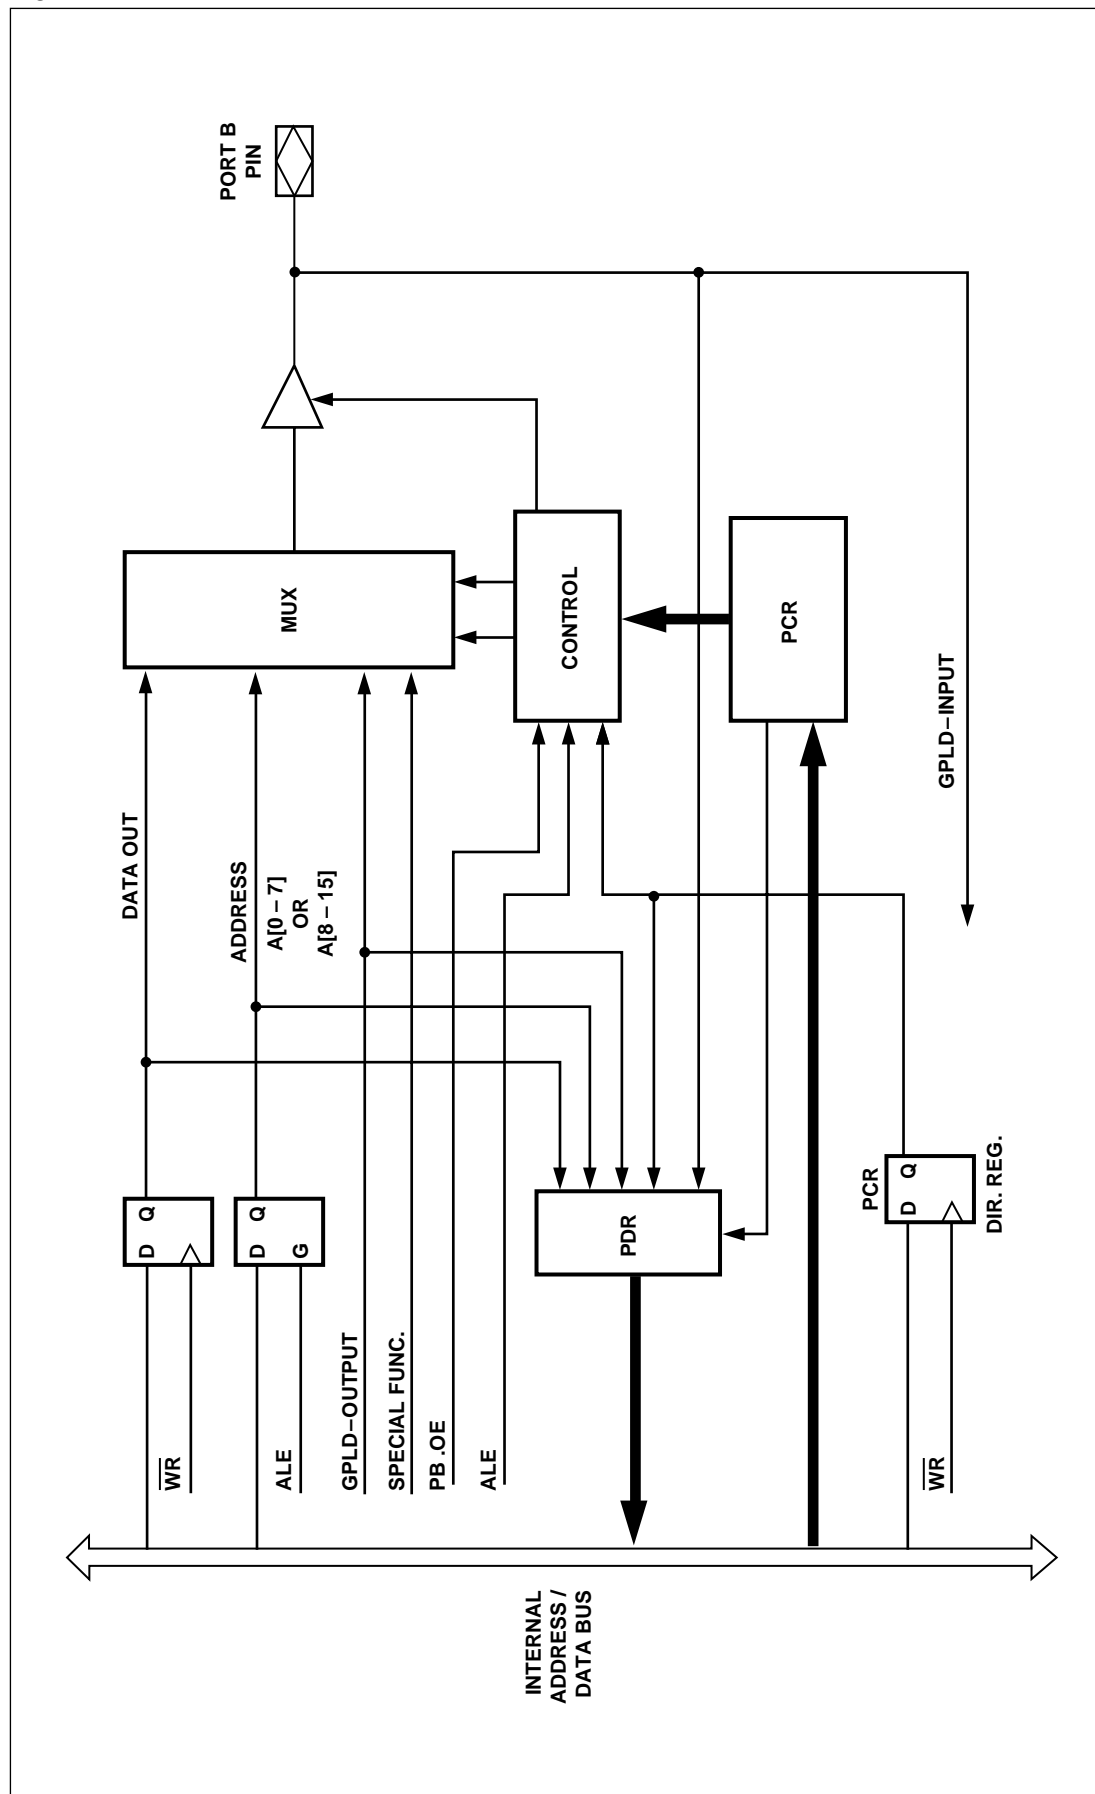 INTERNAL
ADDRESS /
DATA BUS
WR
D Q
DATA OUT
ALE
D Q
G
ADDRESS
A[0 – 7]
OR
A[8 – 15]
GPLD–OUTPUT
SPECIAL FUNC.
PB .OE
ALE
MUX
PORT B
PIN
CONTROL
PDR
PCR
WR
PCR
D Q
DIR. REG.
GPLD–INPUT